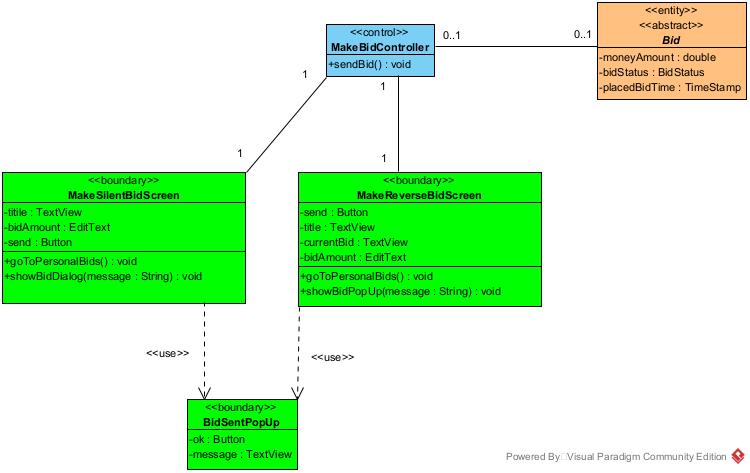 <<entity>>
<<abstract>>
Bid
-moneyAmount : double
-bidStatus : BidStatus
-placedBidTime : TimeStamp
<<control>>
MakeBidController
+sendBid() : void
0..1
0..1
1
1
1
1
<<boundary>>
MakeSilentBidScreen
-titile : TextView
-bidAmount : EditText
-send : Button
+goToPersonalBids() : void
+showBidDialog(message : String) : void
<<boundary>>
MakeReverseBidScreen
-send : Button
-title : TextView
-currentBid : TextView
-bidAmount : EditText
+goToPersonalBids() : void
+showBidPopUp(message : String) : void
<<use>>
<<use>>
<<boundary>>
BidSentPopUp
-ok : Button
-message : TextView
Powered By Visual Paradigm Community Edition